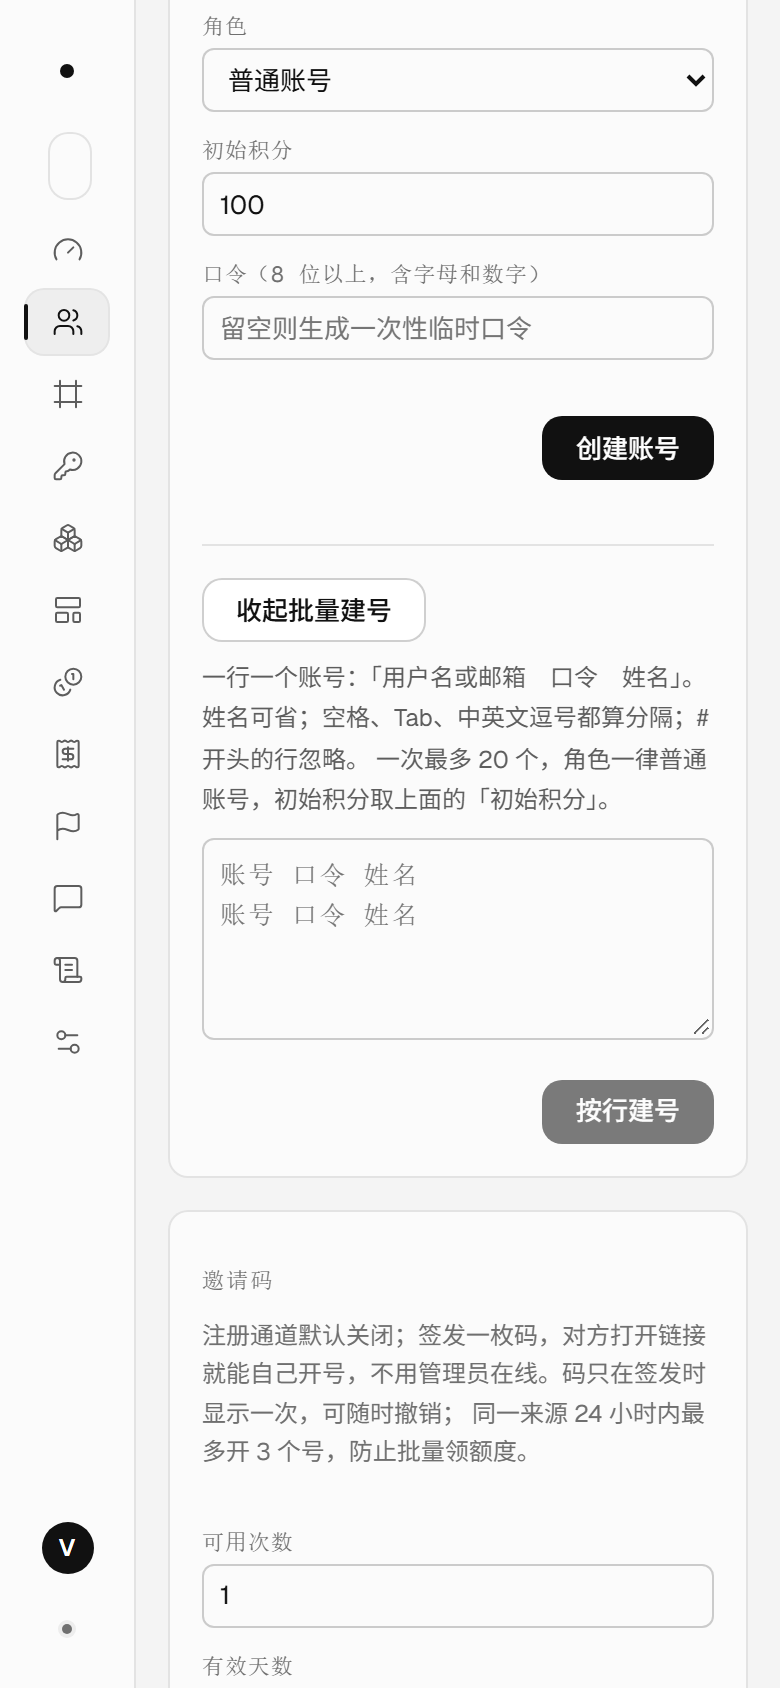 角色
普通账号
初始积分
100
口令（8 位以上，含字母和数字）
留空则生成一次性临时口令
创建账号
收起批量建号
一行一个账号：「用户名或邮箱　口令　姓名」。
姓名可省；空格、Tab、中英文逗号都算分隔；#
开头的行忽略。 一次最多 20 个，角色一律普通
账号，初始积分取上面的「初始积分」。
账号 口令 姓名
账号 口令 姓名
按行建号
邀请码
注册通道默认关闭；签发一枚码，对方打开链接
就能自己开号，不用管理员在线。码只在签发时
显示一次，可随时撤销； 同一来源 24 小时内最
多开 3 个号，防止批量领额度。
可用次数
1
有效天数
V